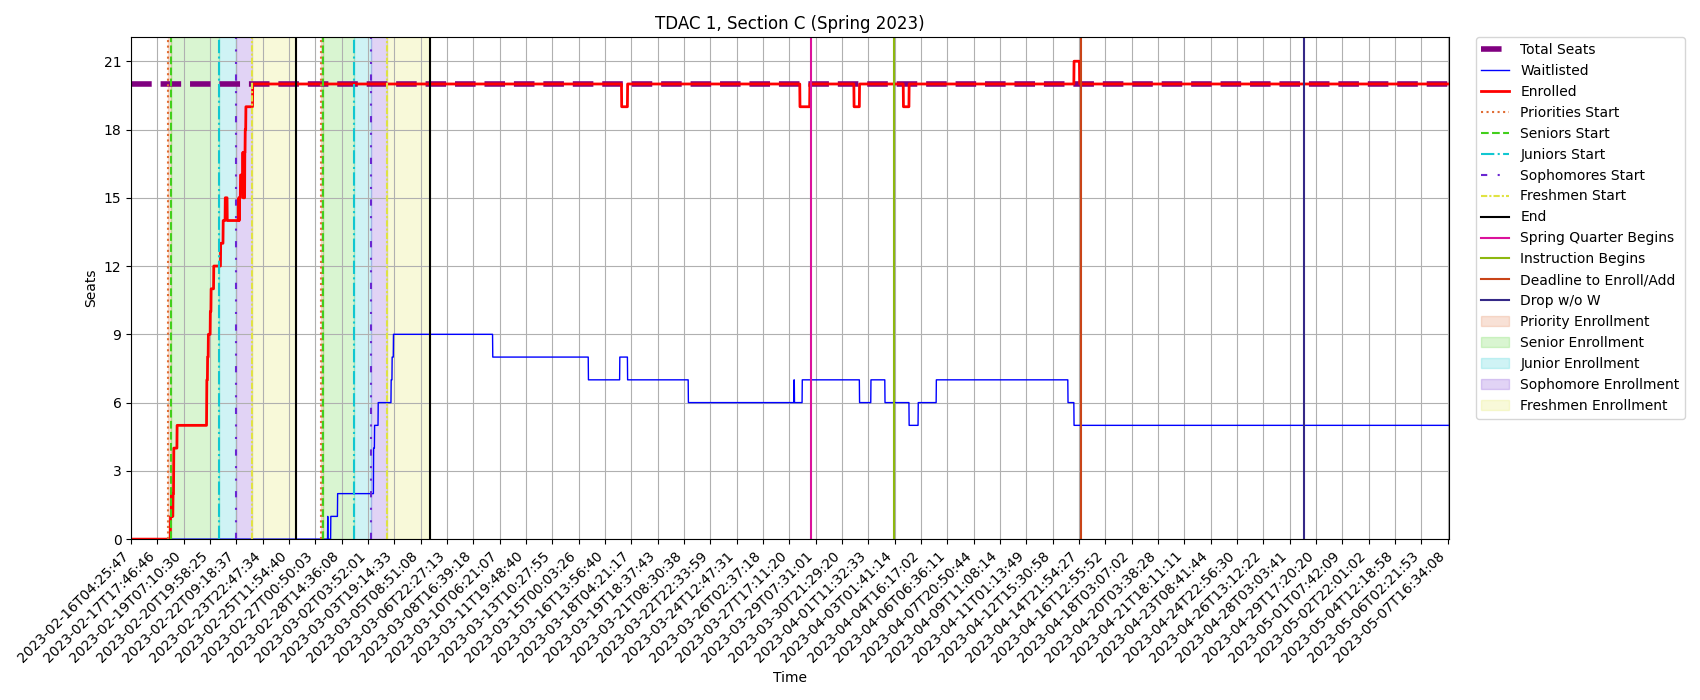 TDAC 1, Section C (Spring 2023)
Seats
21
18
15
12
9
6
3
0
2023-02-16T04:25:47
2023-02-17T17:46:46
2023-02-19T07:10:30
2023-02-20T19:58:25
2023-02-22T09:18:37
2023-02-23T22:47:34
2023-02-25T11:54:40
2023-02-27T00:50:03
2023-02-28T14:36:08
2023-03-02T03:52:01
2023-03-03T19:14:33
2023-03-05T08:51:08
2023-03-06T22:27:13
2023-03-08T16:39:18
2023-03-10T06:21:07
2023-03-11T19:48:40
2023-03-13T10:27:55
2023-03-15T00:03:26
2023-03-16T13:56:40
2023-03-18T04:21:17
2023-03-19T18:37:43
2023-03-21T08:30:38
2023-03-22T22:33:59
2023-03-24T12:47:31
2023-03-26T02:37:18
2023-03-27T17:11:20
2023-03-29T07:31:01
2023-03-30T21:29:20
2023-04-01T11:32:33
2023-04-03T01:41:14
2023-04-04T16:17:02
2023-04-06T06:36:11
2023-04-07T20:50:44
2023-04-09T11:08:14
2023-04-11T01:13:49
2023-04-12T15:30:58
2023-04-14T21:54:27
2023-04-16T12:55:52
2023-04-18T03:07:02
2023-04-20T03:38:28
2023-04-21T18:11:11
2023-04-23T08:41:44
2023-04-24T22:56:30
2023-04-26T13:12:22
2023-04-28T03:03:41
2023-04-29T17:20:20
2023-05-01T07:42:09
2023-05-02T22:01:02
2023-05-04T12:18:58
2023-05-06T02:21:53
2023-05-07T16:34:08
Time
Total Seats
Waitlisted
Enrolled
Priorities Start
Seniors Start
Juniors Start
Sophomores Start
Freshmen Start
End
Spring Quarter Begins
Instruction Begins
Deadline to Enroll/Add
Drop w/o W
Priority Enrollment
Senior Enrollment
Junior Enrollment
Sophomore Enrollment
Freshmen Enrollment